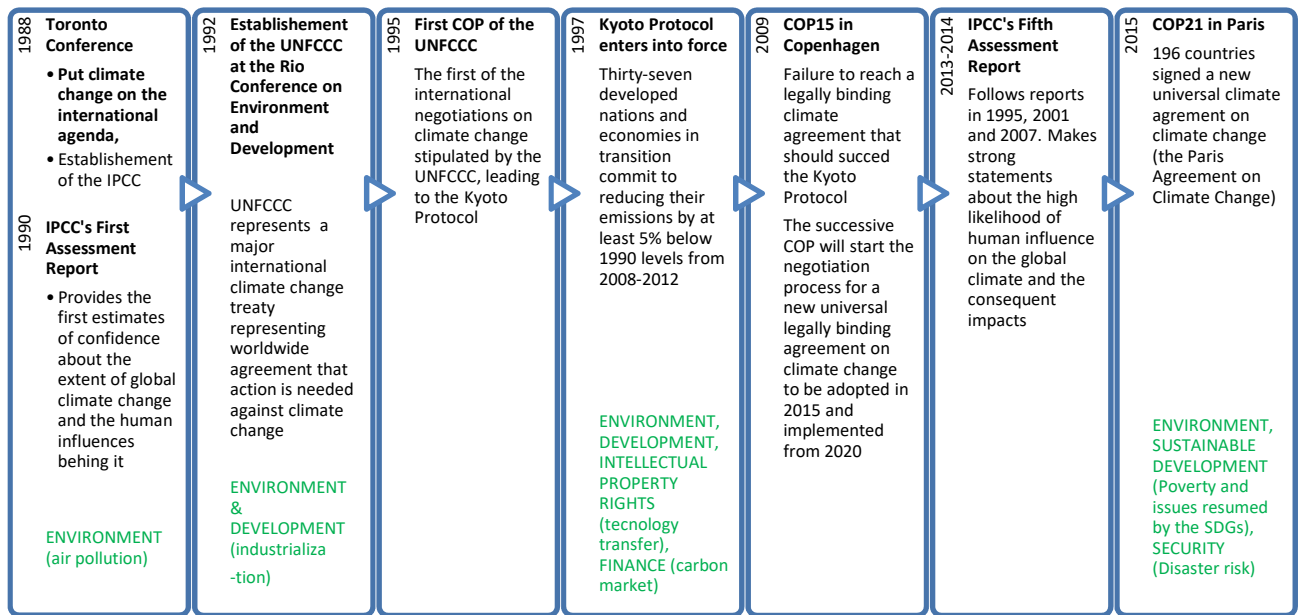 1988
Toronto
Conference
• Put climate
change on the
international
agenda,
• Establishement
of the IPCC
1990
IPCC's First
Assessment
Report
• Provides the
first estimates
of confidence
about the
extent of global
climate change
and the human
influences
behing it
ENVIRONMENT
(air pollution)
1992
Establishement
of the UNFCCC
at the Rio
Conference on
Environment
and
Development
UNFCCC
represents a
major
international
climate change
treaty
representing
worldwide
agreement that
action is needed
against climate
change
ENVIRONMENT
&
DEVELOPMENT
(industrializa
-tion)
1995
First COP of the
UNFCCC
The first of the
international
negotiations on
climate change
stipulated by the
UNFCCC, leading
to the Kyoto
Protocol
1997
Kyoto Protocol
enters into force
Thirty-seven
developed
nations and
economies in
transition
commit to
reducing their
emissions by at
least 5% below
1990 levels from
2008-2012
ENVIRONMENT,
DEVELOPMENT,
INTELLECTUAL
PROPERTY
RIGHTS
(tecnology
transfer),
FINANCE (carbon
market)
2009
COP15 in
Copenhagen
Failure to reach a
legally binding
climate
agreement that
should succed
the Kyoto
Protocol
The successive
COP will start the
negotiation
process for a
new universal
legally binding
agreement on
climate change
to be adopted in
2015 and
implemented
from 2020
2013-2014
IPCC's Fifth
Assessment
Report
Follows reports
in 1995, 2001
and 2007. Makes
strong
statements
about the high
likelihood of
human influence
on the global
climate and the
consequent
impacts
2015
COP21 in Paris
196 countries
signed a new
universal climate
agrement on
climate change
(the Paris
Agreement on
Climate Change)
ENVIRONMENT,
SUSTAINABLE
DEVELOPMENT
(Poverty and
issues resumed
by the SDGs),
SECURITY
(Disaster risk)